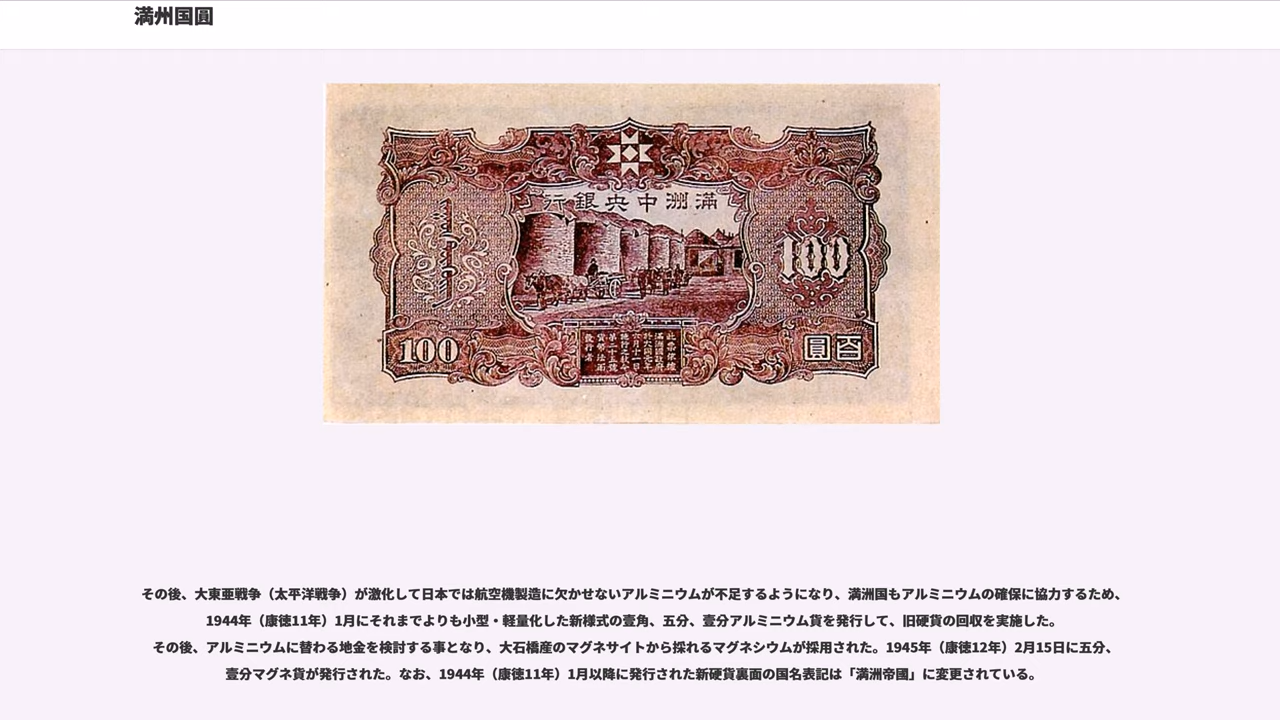 満州国圓
行銀央中洲滿
100
100
圓百
その後、大東亜戦争（太平洋戦争）が激化して日本では航空機製造に欠かせないアルミニウムが不足するようになり、満洲国もアルミニウムの確保に協力するため、
1944年（康徳11年）1月にそれまでよりも小型・軽量化した新様式の壹角、五分、壹分アルミニウム貨を発行して、旧硬貨の回収を実施した。
その後、アルミニウムに替わる地金を検討する事となり、大石橋産のマグネサイトから採れるマグネシウムが採用された。1945年（康徳12年）2月15日に五分、
壹分マグネ貨が発行された。なお、1944年（康徳11年）1月以降に発行された新硬貨裏面の国名表記は「満洲帝國」に変更されている。